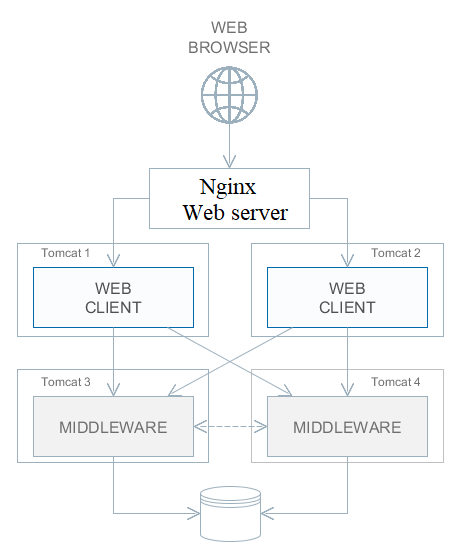 WEB
BROWSER
Nginx
Web server
Tomcat 1
Tomcat 2
WEB
CLIENT
WEB
CLIENT
Tomcat 3
Tomcat 4
MIDDLEWARE
MIDDLEWARE